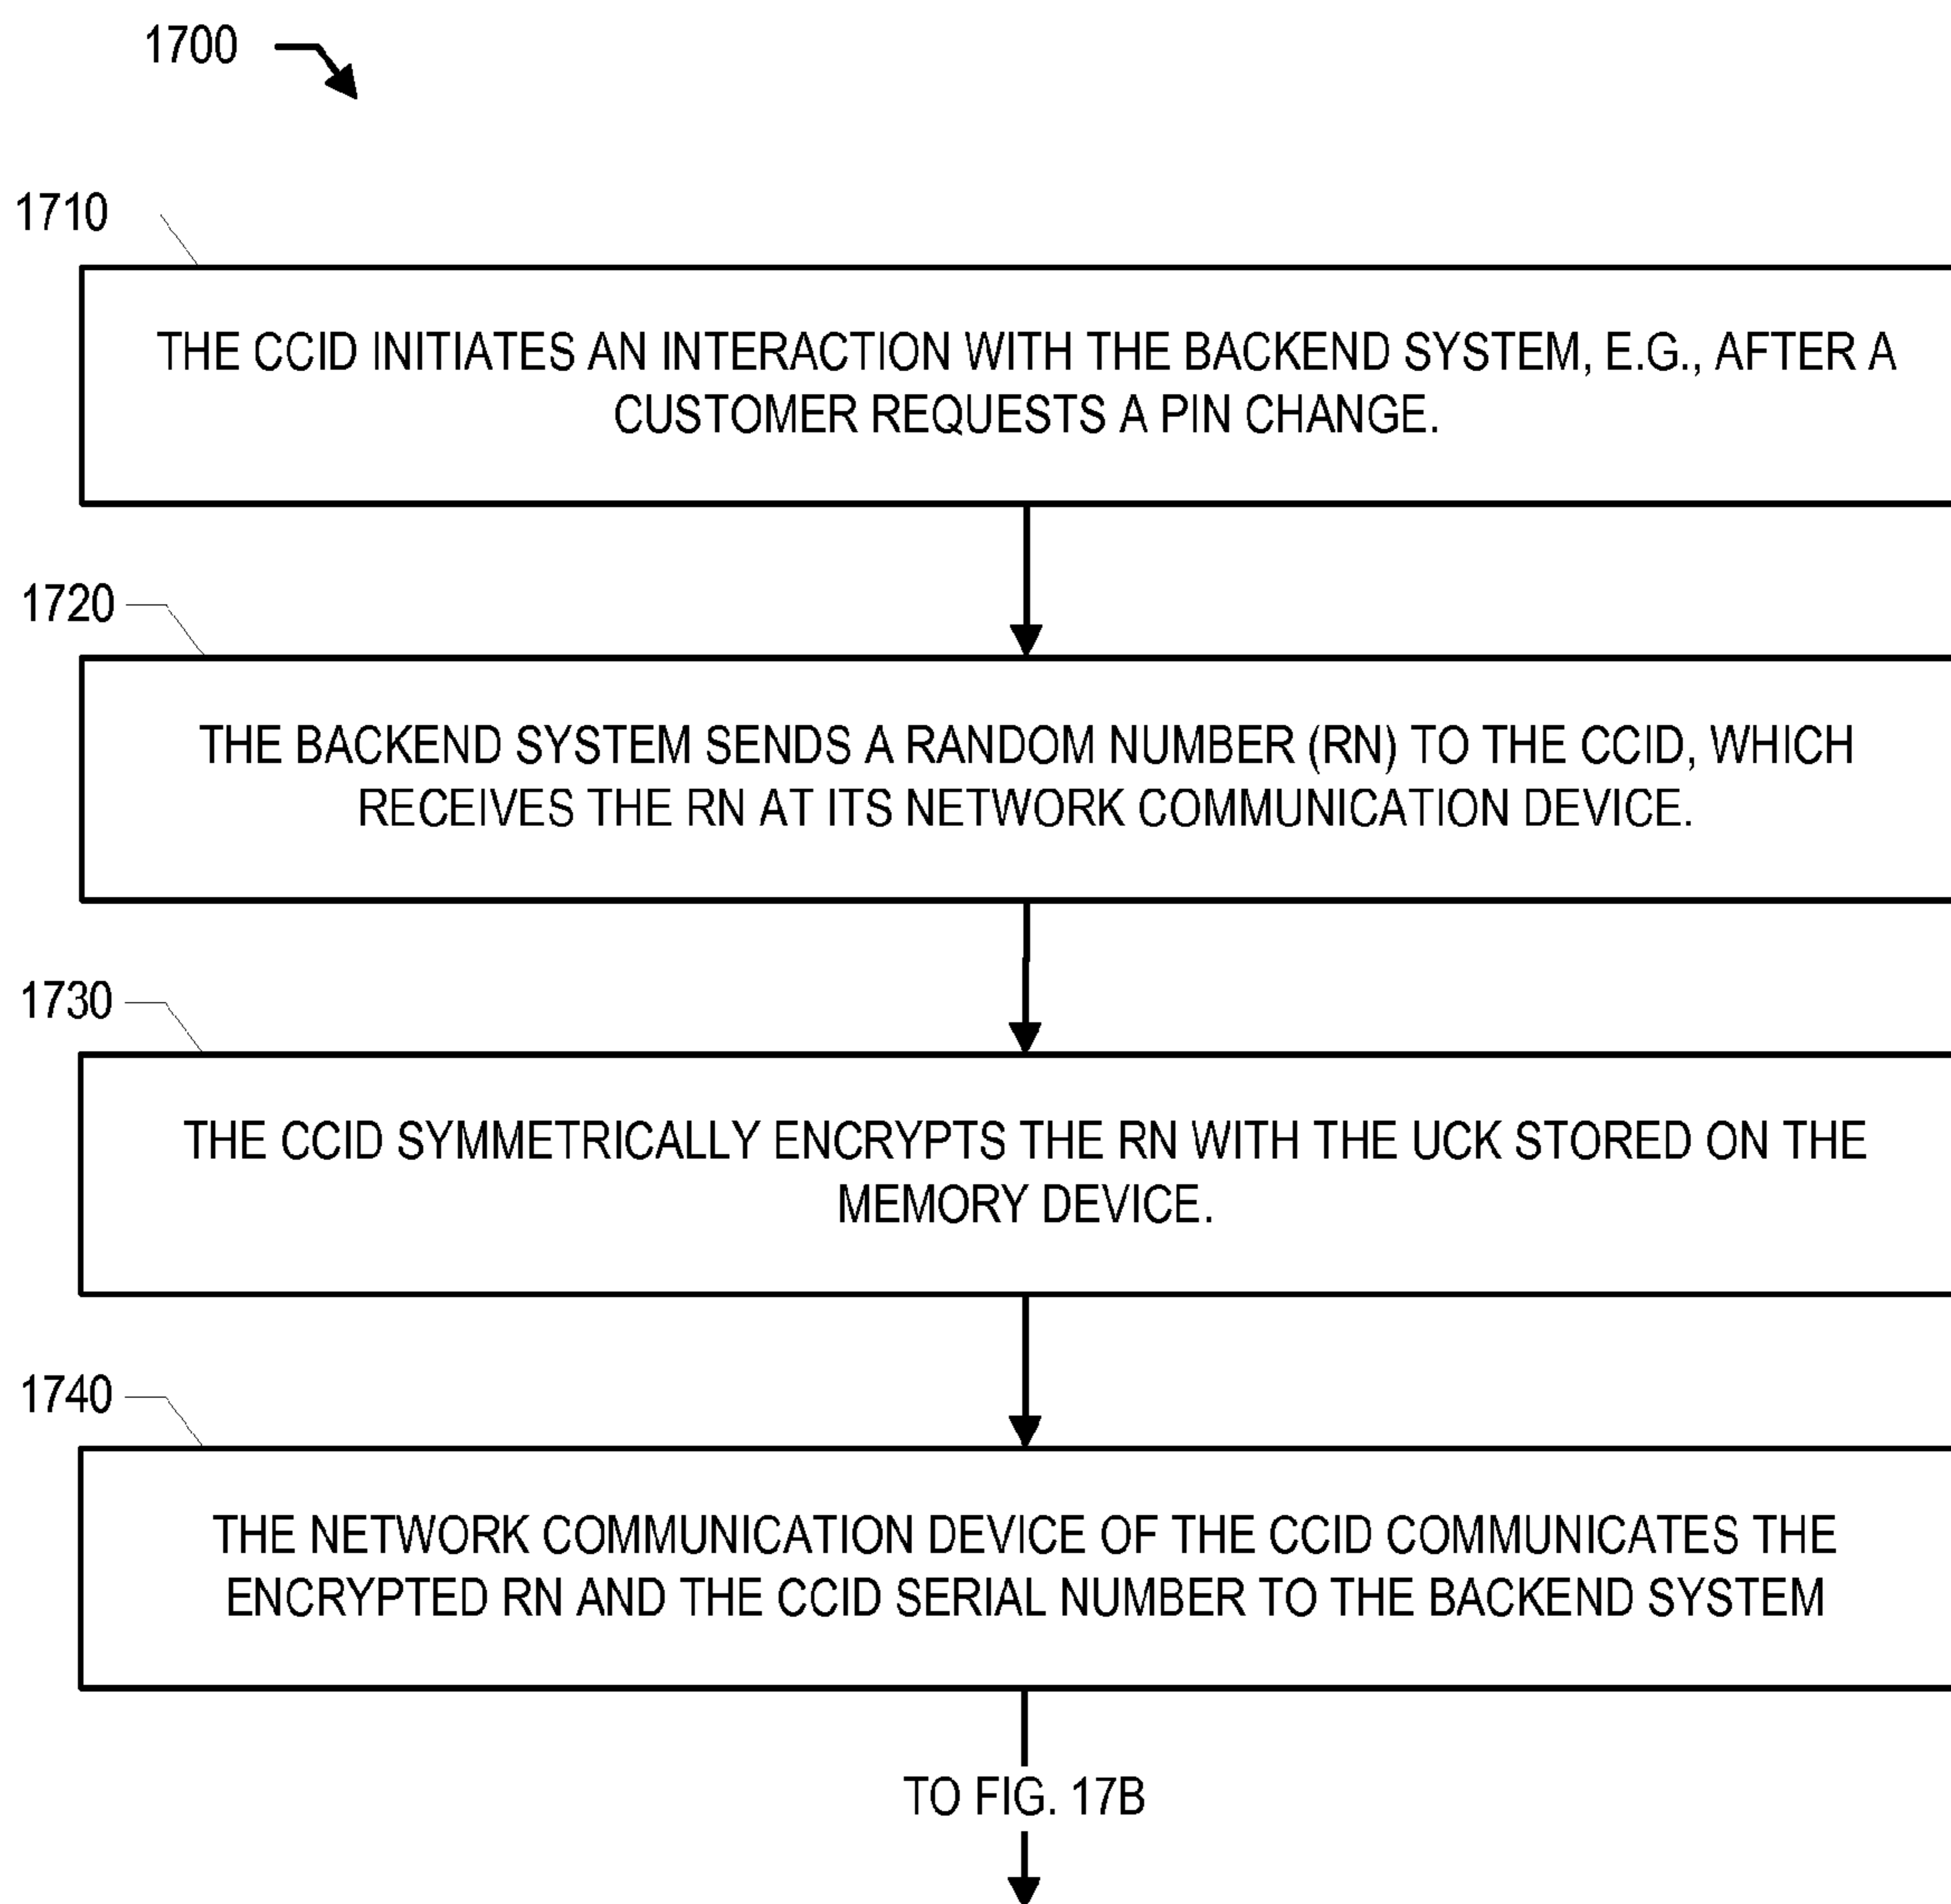 1700
1710
THE CCID INITIATES AN INTERACTION WITH THE BACKEND SYSTEM, E.G., AFTER A
CUSTOMER REQUESTS A PIN CHANGE.
1720
THE BACKEND SYSTEM SENDS A RANDOM NUMBER (RN) TO THE CCID, WHICH
RECEIVES THE RN AT ITS NETWORK COMMUNICATION DEVICE.
1730
THE CCID SYMMETRICALLY ENCRYPTS THE RN WITH THE UCK STORED ON THE
MEMORY DEVICE.
1740
THE NETWORK COMMUNICATION DEVICE OF THE CCID COMMUNICATES THE
ENCRYPTED RN AND THE CCID SERIAL NUMBER TO THE BACKEND SYSTEM
TO FIG. 17B